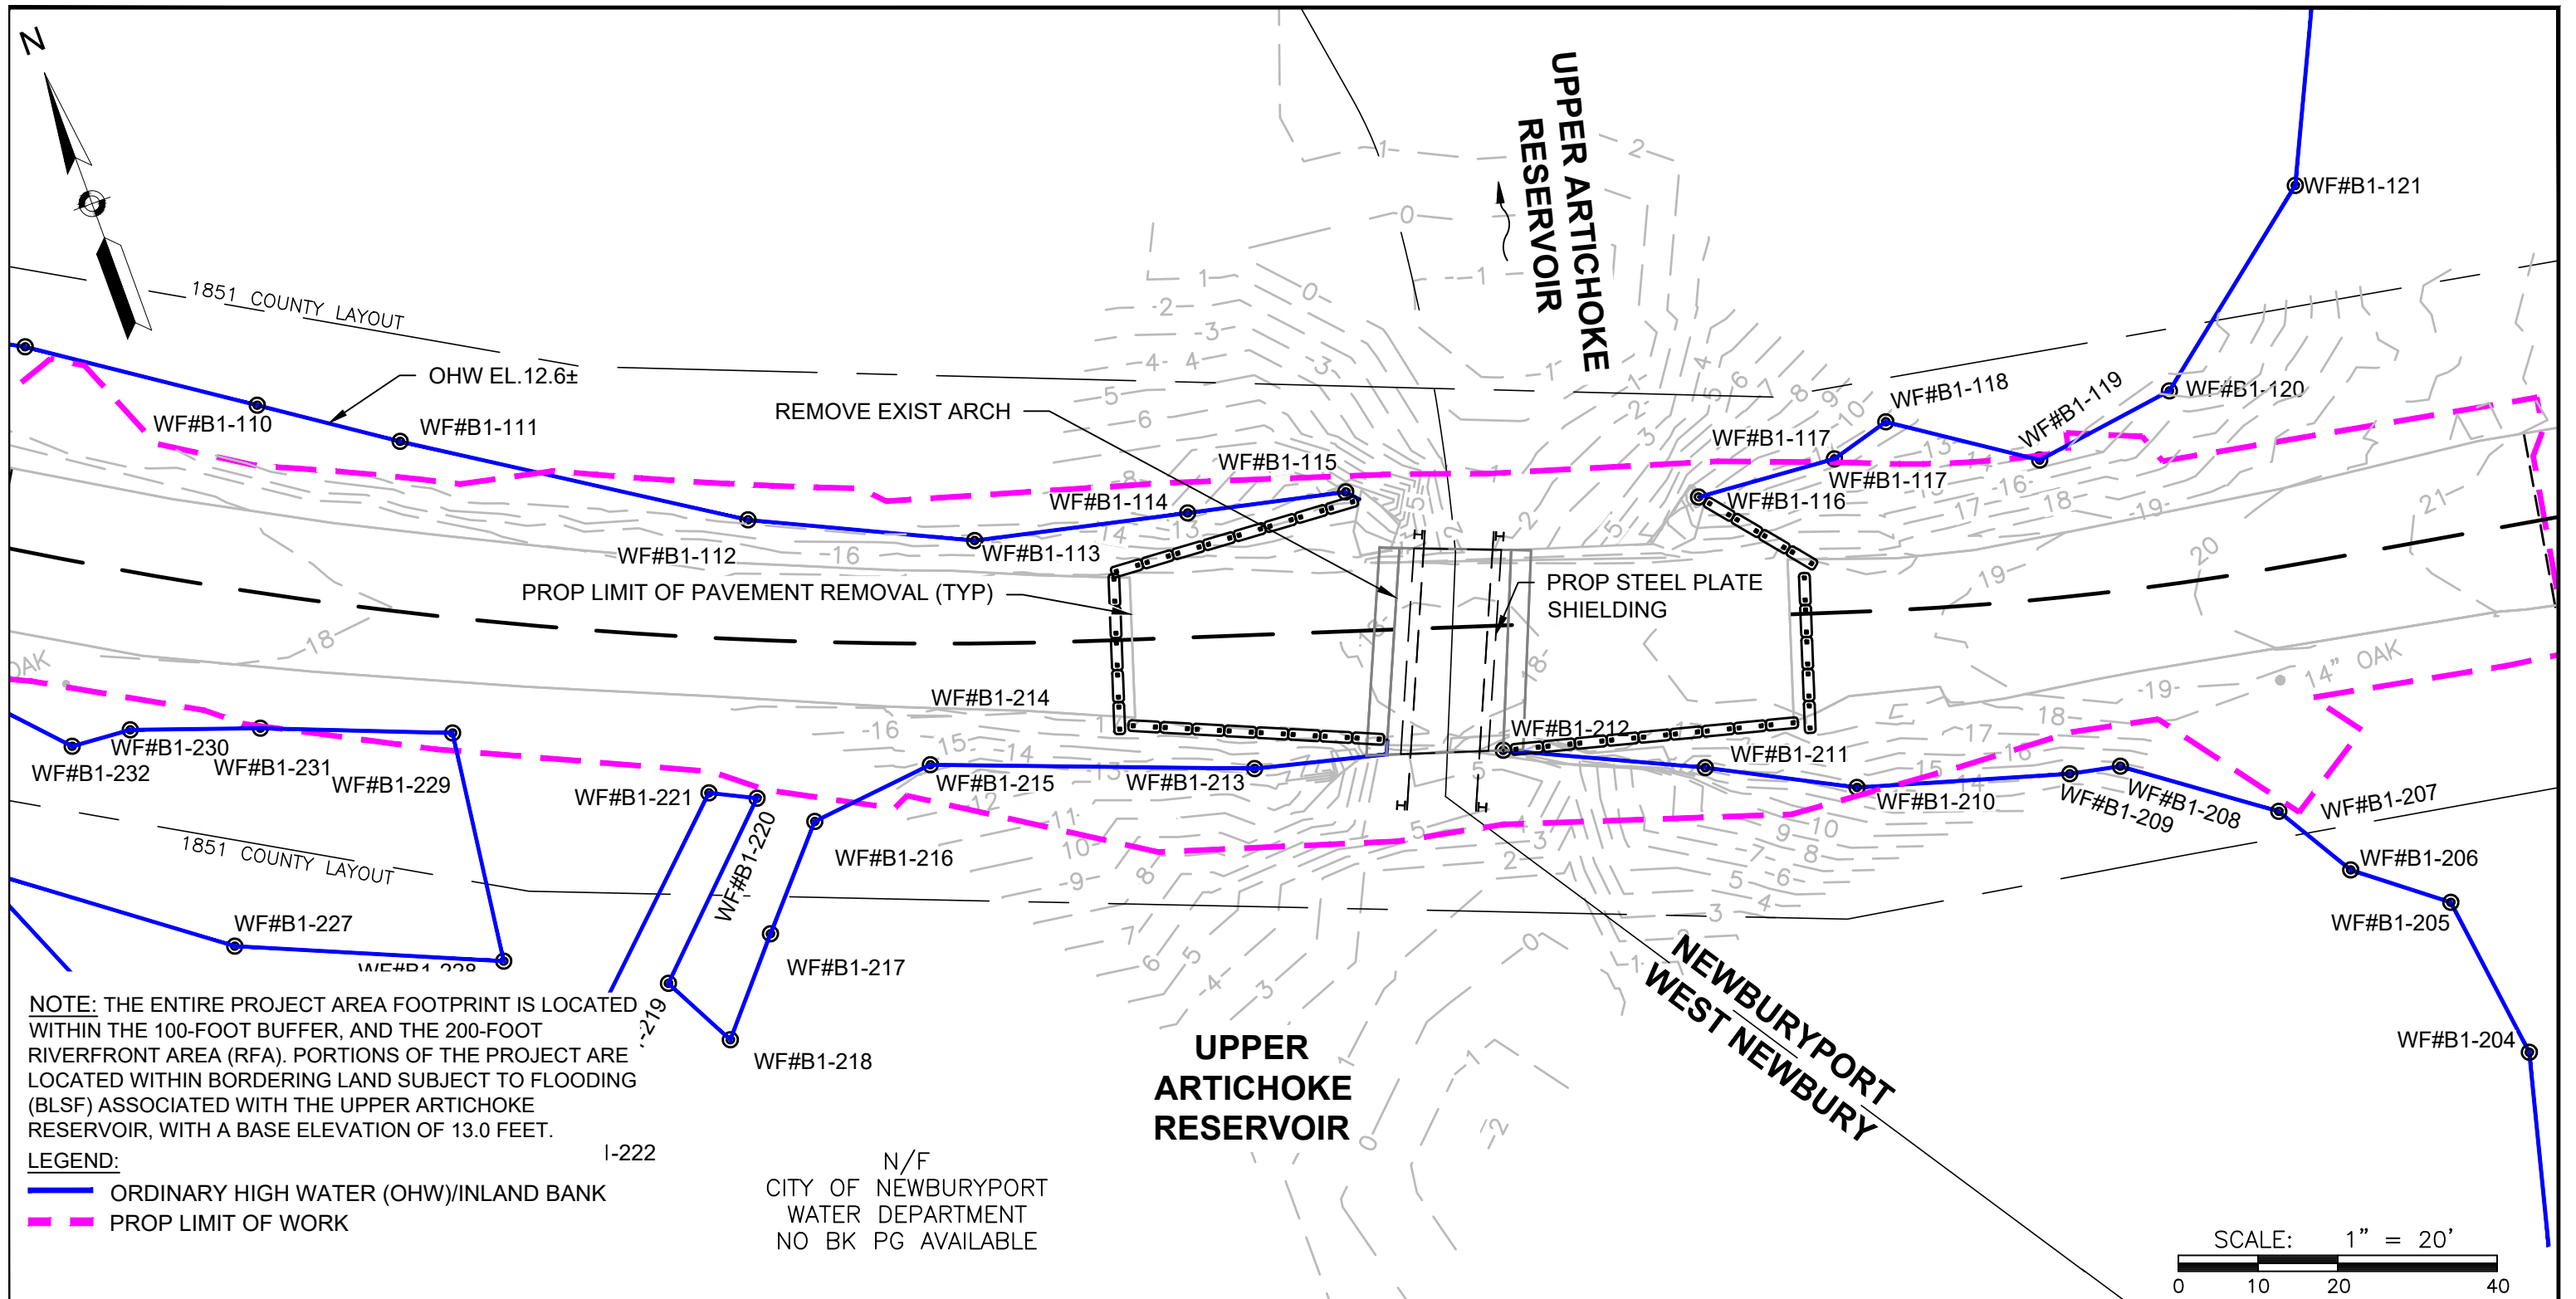 N
UPPER ARTICHOKE
RESERVOIR
WF#B1-121
1851 COUNTY LAYOUT
OHW EL.12.6±
WF#B1-110
WF#B1-111
REMOVE EXIST ARCH
WF#B1-115
WF#B1-114
WF#B1-112
WF#B1-113
WF#B1-117
WF#B1-118
WF#B1-119
WF#B1-120
WF#B1-117
WF#B1-116
PROP LIMIT OF PAVEMENT REMOVAL (TYP)
PROP STEEL PLATE
SHIELDING
OAK
14" OAK
WF#B1-214
WF#B1-212
WF#B1-230
WF#B1-232
WF#B1-231
WF#B1-229
WF#B1-221
WF#B1-220
WF#B1-215
WF#B1-213
WF#B1-211
WF#B1-210
WF#B1-209
WF#B1-208
WF#B1-207
WF#B1-216
WF#B1-206
WF#B1-205
1851 COUNTY LAYOUT
WF#B1-227
WF#B1-228
WF#B1-217
-219
WF#B1-218
WF#B1-204
NEWBURYPORT
WEST NEWBURY
UPPER
ARTICHOKE
RESERVOIR
NOTE: THE ENTIRE PROJECT AREA FOOTPRINT IS LOCATED
WITHIN THE 100-FOOT BUFFER, AND THE 200-FOOT
RIVERFRONT AREA (RFA). PORTIONS OF THE PROJECT ARE
LOCATED WITHIN BORDERING LAND SUBJECT TO FLOODING
(BLSF) ASSOCIATED WITH THE UPPER ARTICHOKE
RESERVOIR, WITH A BASE ELEVATION OF 13.0 FEET.
-222
LEGEND:
ORDINARY HIGH WATER (OHW)/INLAND BANK
PROP LIMIT OF WORK
N/F
CITY OF NEWBURYPORT
WATER DEPARTMENT
NO BK PG AVAILABLE
SCALE: 1" = 20'
0 10 20 40